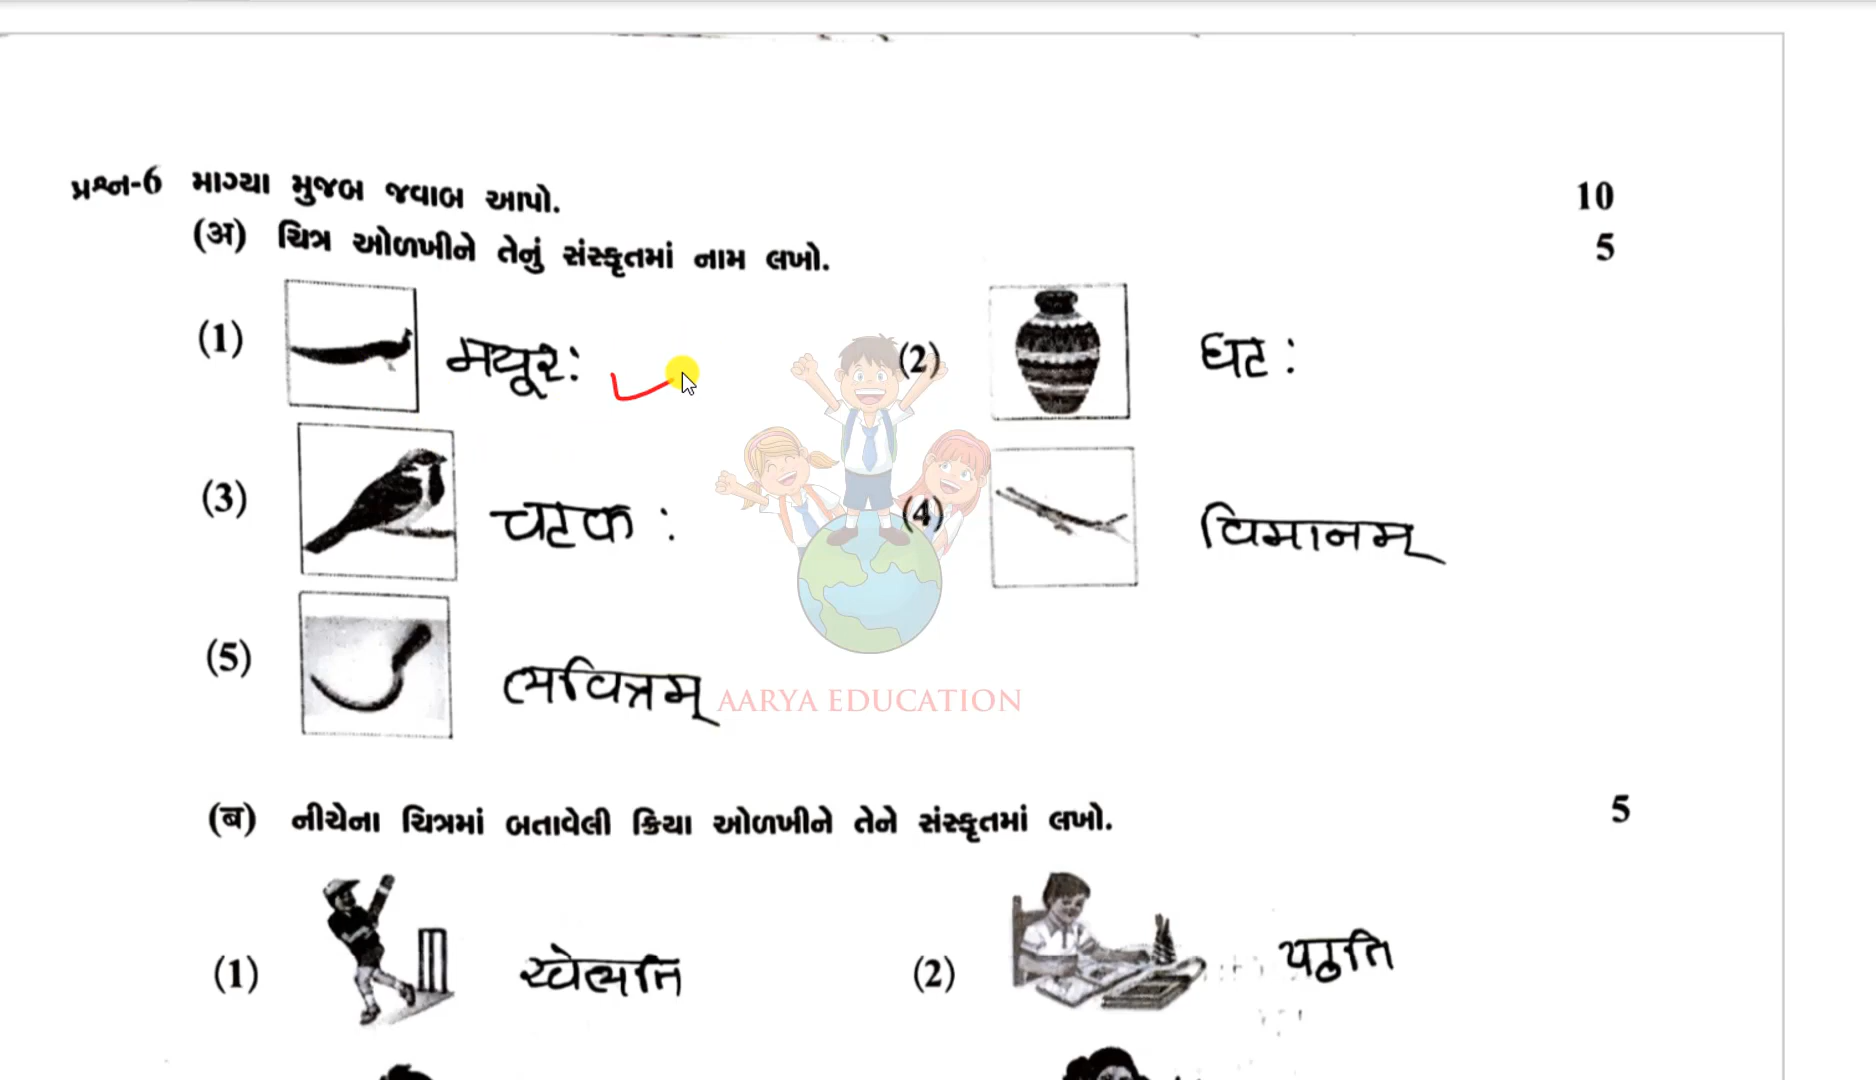 પ્રશ્ન-6 માગ્યા મુજબ જવાબ આપો. 10
(अ) ચિત્ર ઓળખીને તેનું સંસ્કૃતમાં નામ લખો. 5
(1) मयूरः (2) घटः
(3) चटकः (4) विमानम्
(5) लवित्रम्
AARYA EDUCATION
(ब) નીચેના ચિત્રમાં બતાવેલી ક્રિયા ઓળખીને તેને સંસ્કૃતમાં લખો. 5
(1) खेलति (2) पठति